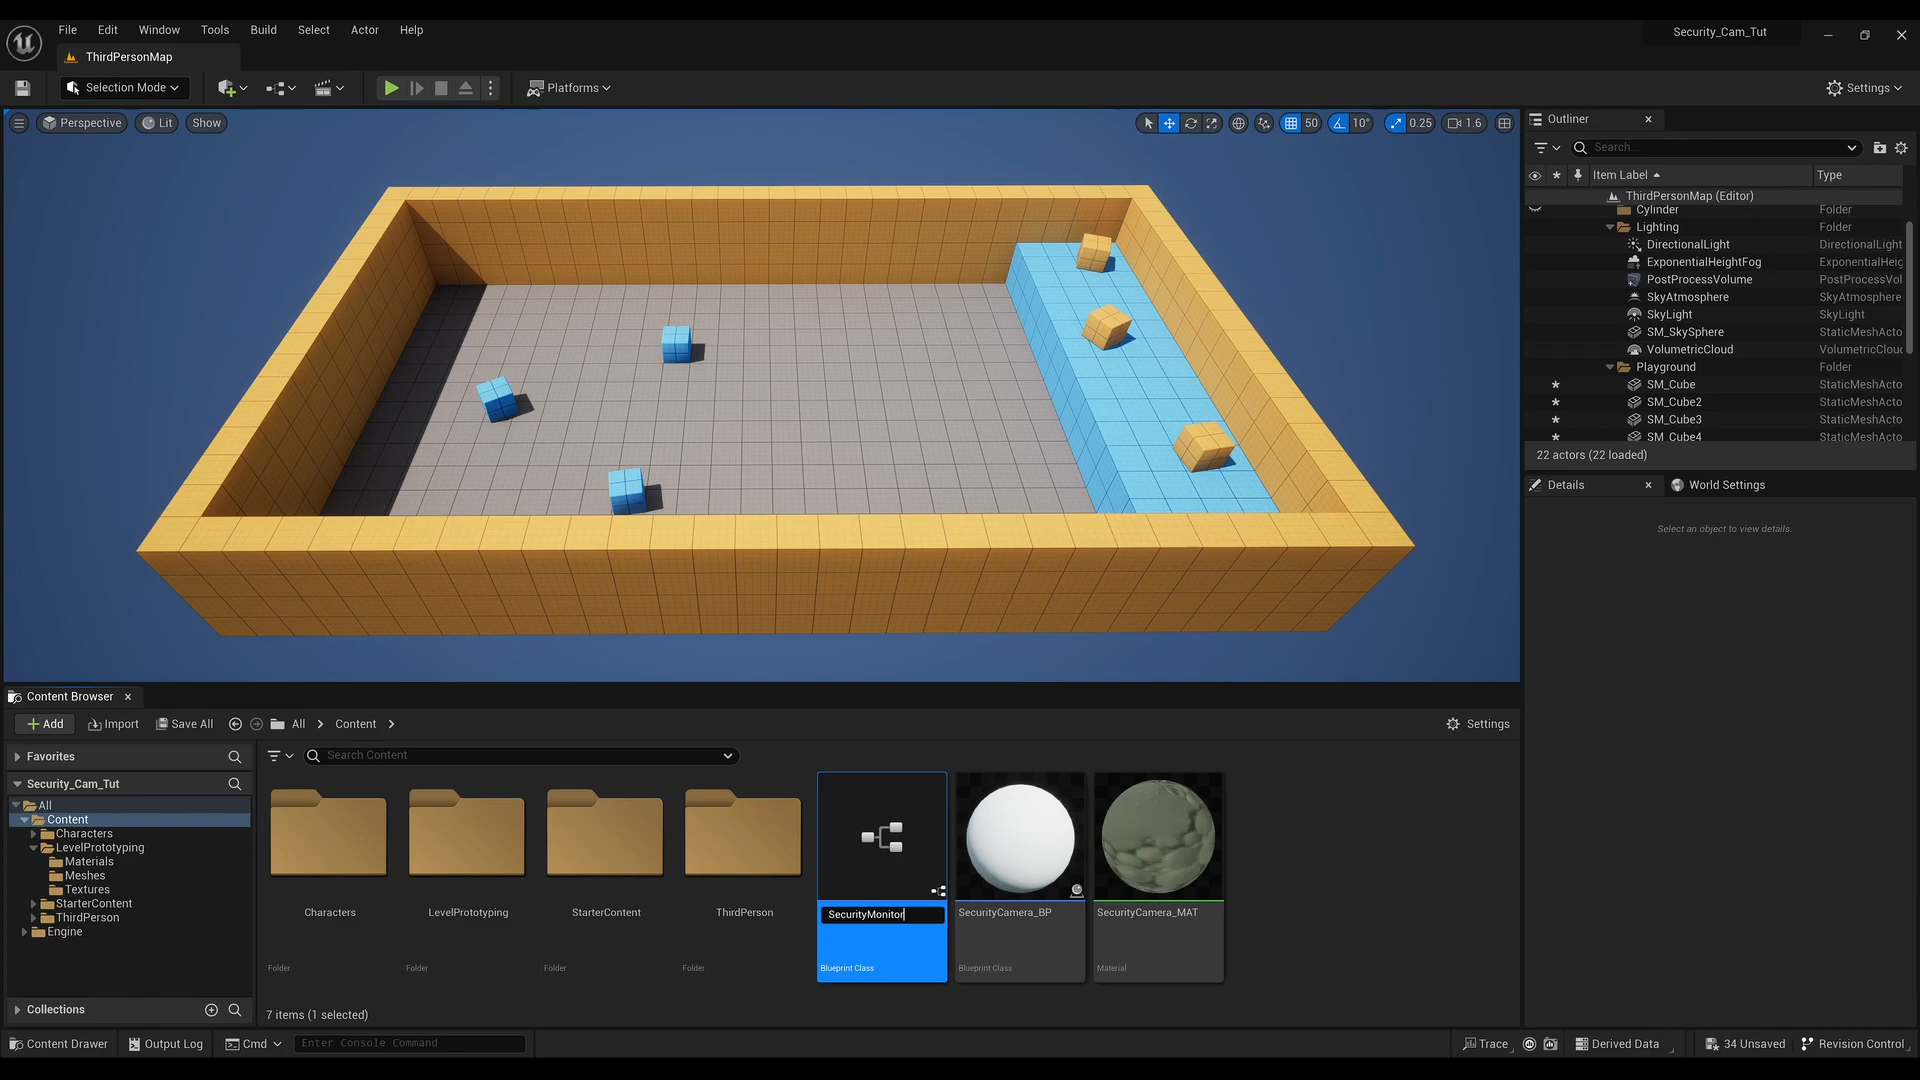 File Edit Window Tools Build Select Actor Help
Security_Cam_Tut
ThirdPersonMap
Selection Mode
Platforms
Settings
Perspective Lit Show
50 10° 0.25 1.6
Outliner
Search...
Item Label Type
ThirdPersonMap (Editor)
Cylinder Folder
Lighting Folder
DirectionalLight DirectionalLight
ExponentialHeightFog ExponentialHeig
PostProcessVolume PostProcessVol
SkyAtmosphere SkyAtmosphere
SkyLight SkyLight
SM_SkySphere StaticMeshActo
VolumetricCloud VolumetricClou
Playground Folder
SM_Cube StaticMeshActo
SM_Cube2 StaticMeshActo
SM_Cube3 StaticMeshActo
SM_Cube4 StaticMeshActo
22 actors (22 loaded)
Details World Settings
Select an object to view details.
Content Browser
Add Import Save All All Content Settings
Favorites
Search Content
Security_Cam_Tut
All
Content
Characters
LevelPrototyping
Materials
Meshes
Textures
StarterContent
ThirdPerson
Engine
Collections
Characters LevelPrototyping StarterContent ThirdPerson SecurityMonitor SecurityCamera_BP SecurityCamera_MAT
Folder Folder Folder Folder Blueprint Class Blueprint Class Material
7 items (1 selected)
Content Drawer Output Log Cmd Enter Console Command Trace Derived Data 34 Unsaved Revision Control